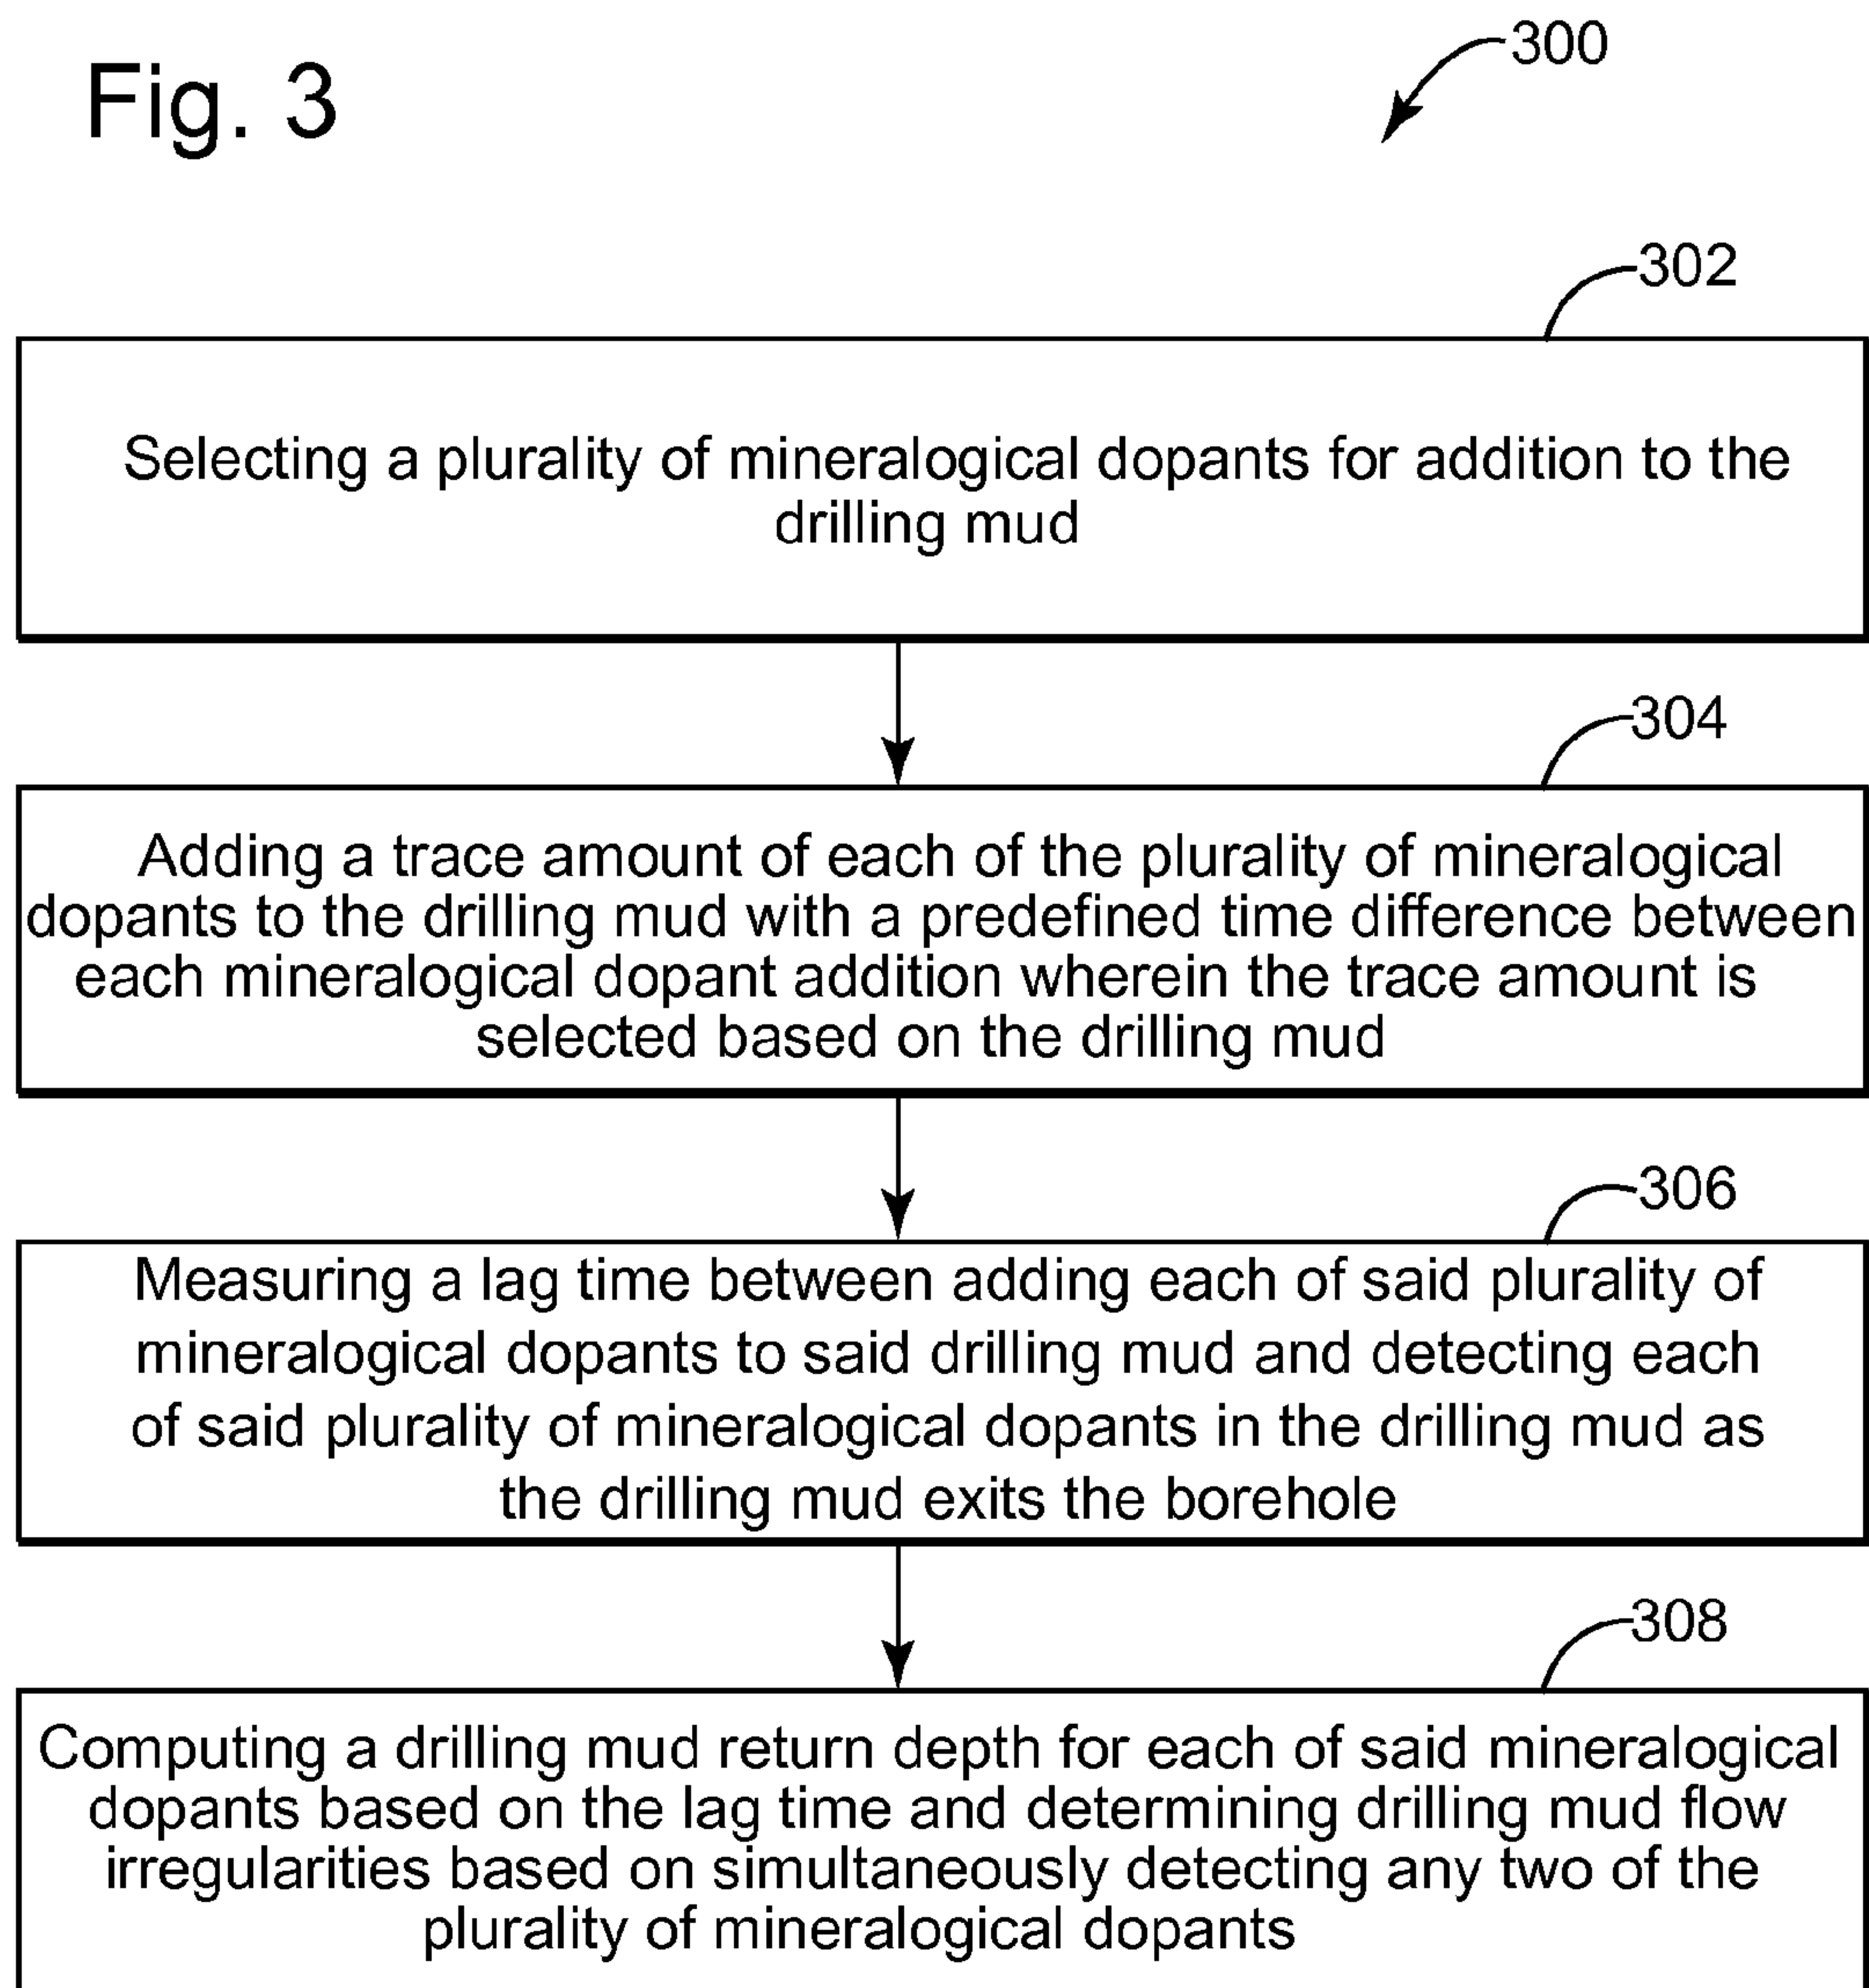 Fig. 3
300
302
Selecting a plurality of mineralogical dopants for addition to the
drilling mud
304
Adding a trace amount of each of the plurality of mineralogical
dopants to the drilling mud with a predefined time difference between
each mineralogical dopant addition wherein the trace amount is
selected based on the drilling mud
306
Measuring a lag time between adding each of said plurality of
mineralogical dopants to said drilling mud and detecting each
of said plurality of mineralogical dopants in the drilling mud as
the drilling mud exits the borehole
308
Computing a drilling mud return depth for each of said mineralogical
dopants based on the lag time and determining drilling mud flow
irregularities based on simultaneously detecting any two of the
plurality of mineralogical dopants